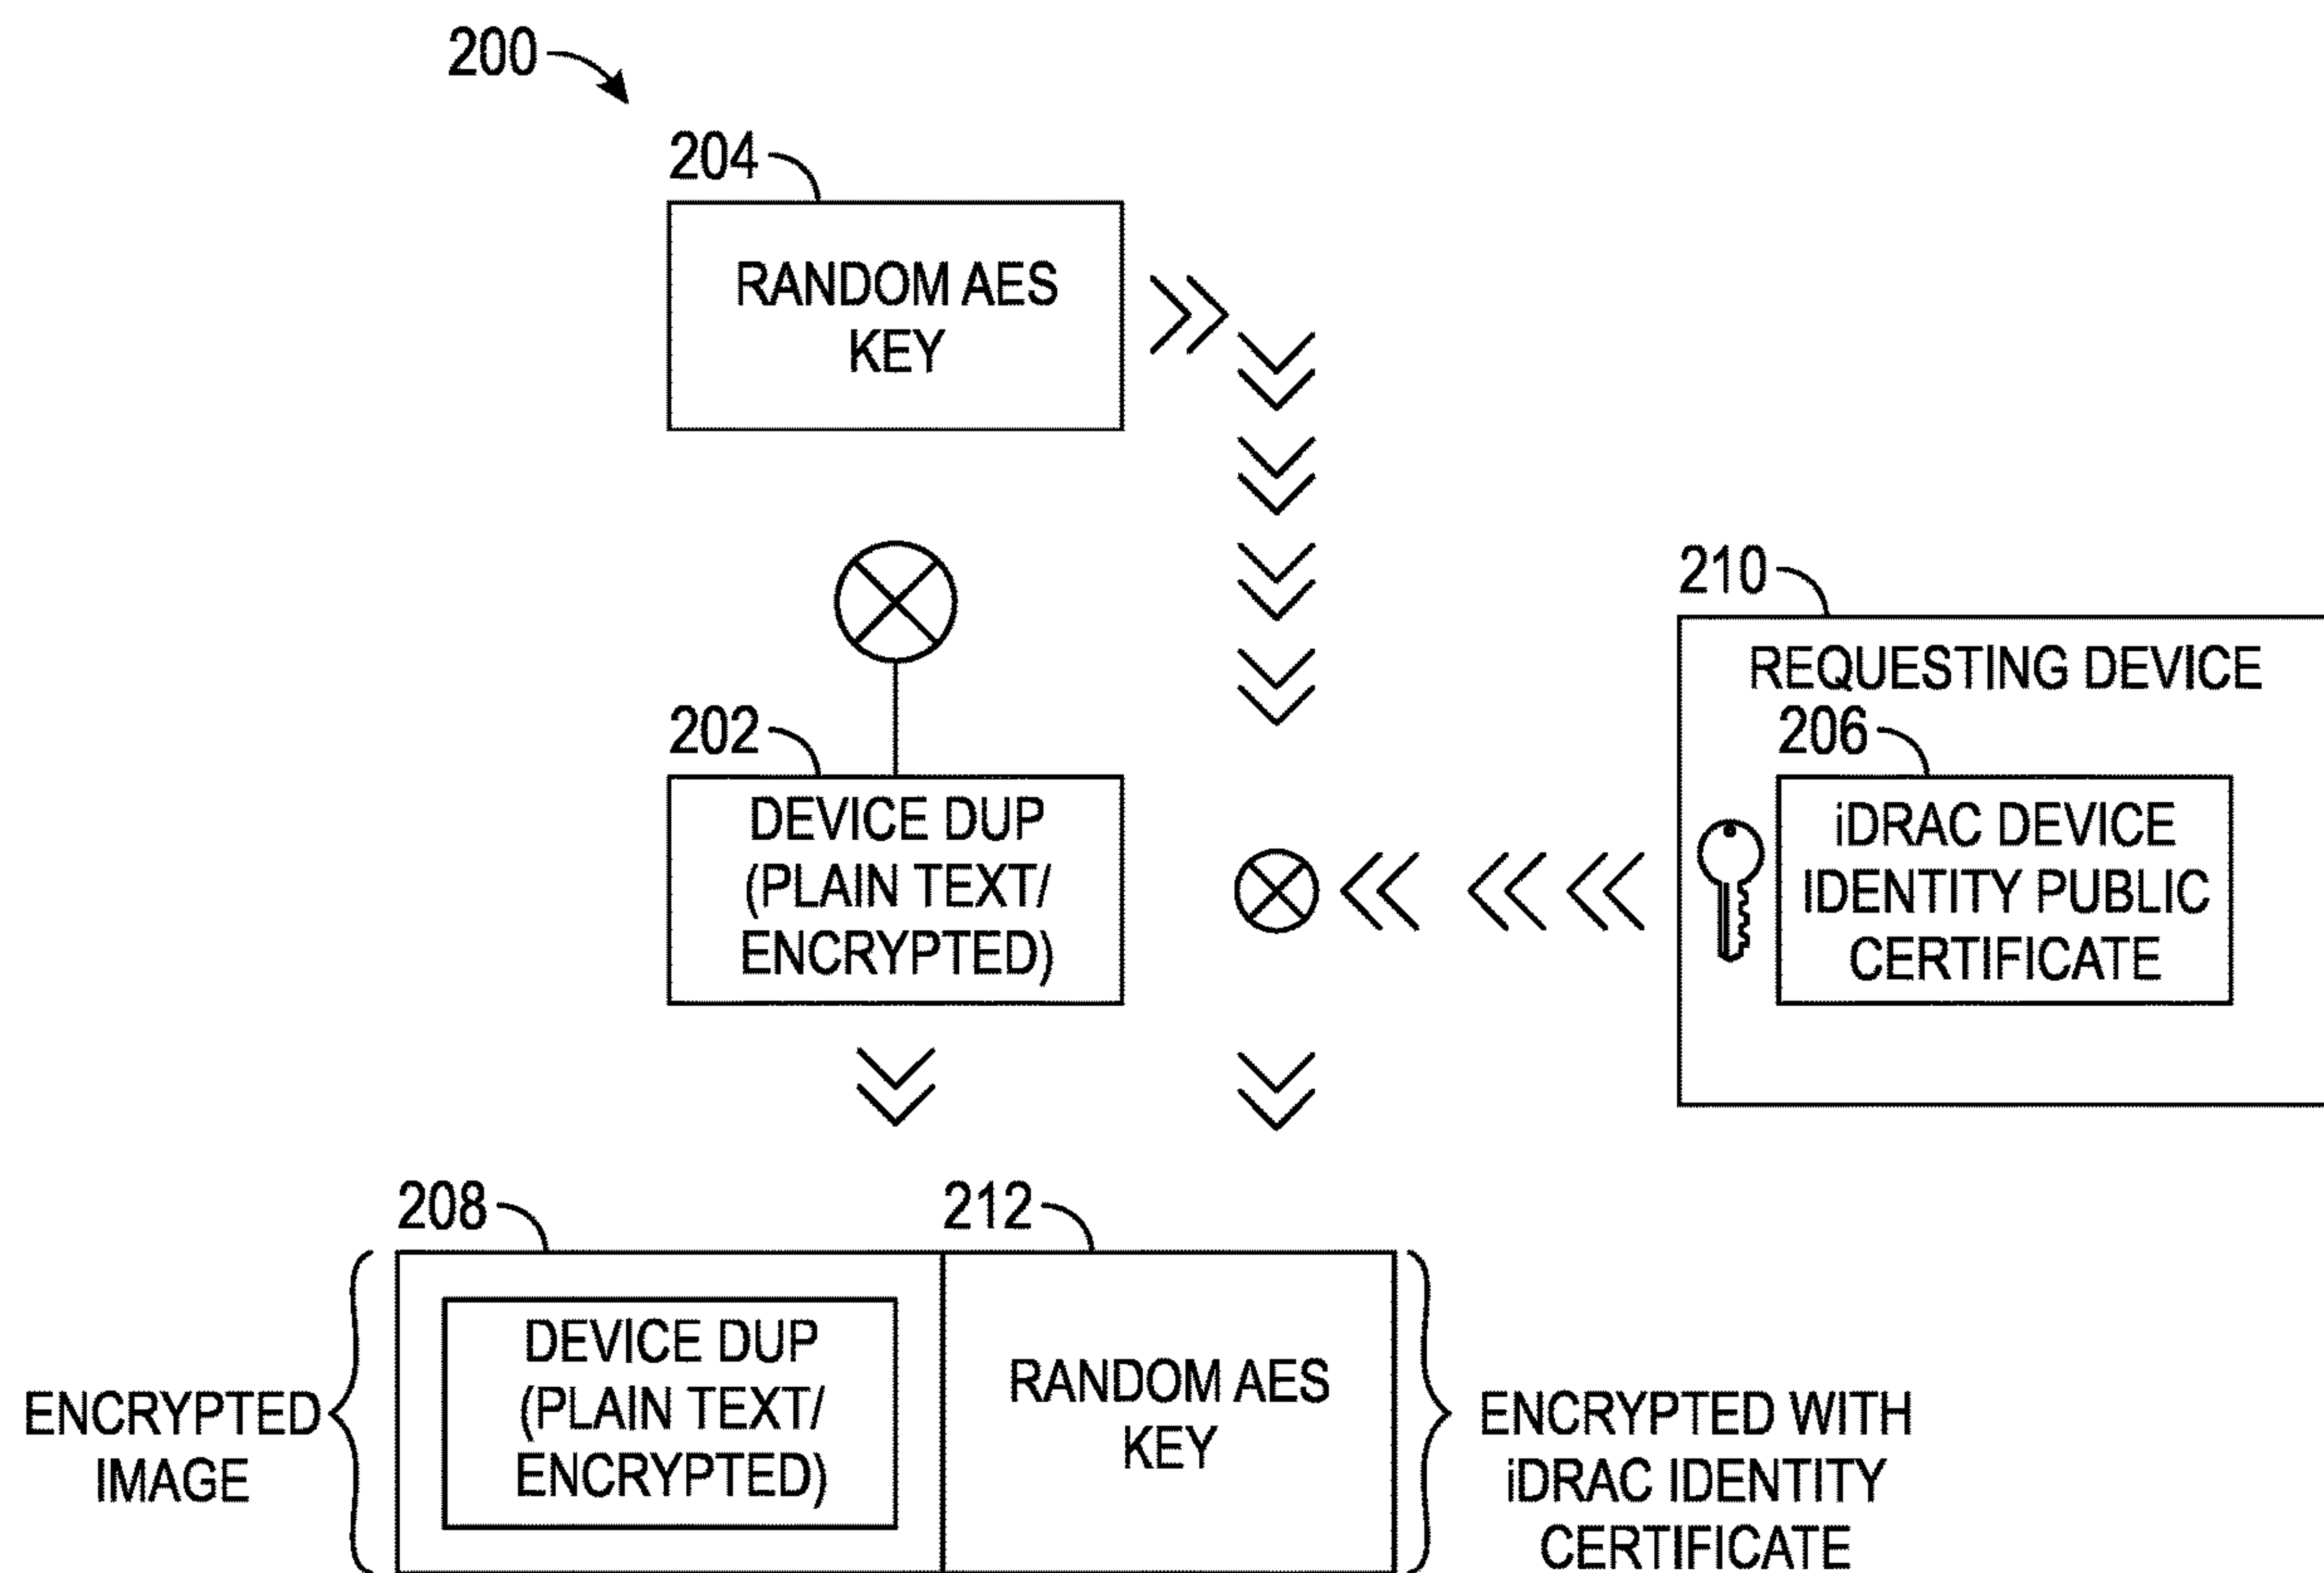 200
204
RANDOM AES
KEY
210
REQUESTING DEVICE
202
206
DEVICE DUP
(PLAIN TEXT/
ENCRYPTED)
iDRAC DEVICE
IDENTITY PUBLIC
CERTIFICATE
208
212
ENCRYPTED
IMAGE
DEVICE DUP
(PLAIN TEXT/
ENCRYPTED)
RANDOM AES
KEY
ENCRYPTED WITH
iDRAC IDENTITY
CERTIFICATE